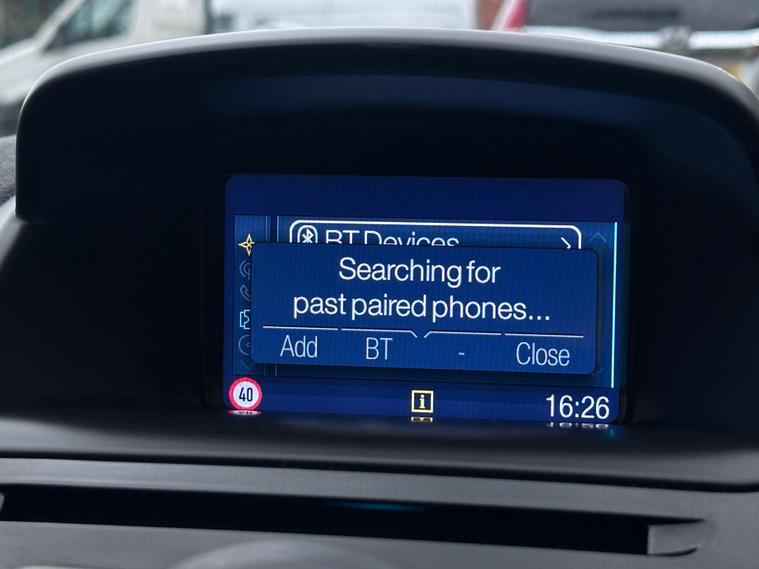 BT Devices
Searching for
past paired phones...
Add BT - Close
40 i 16:26